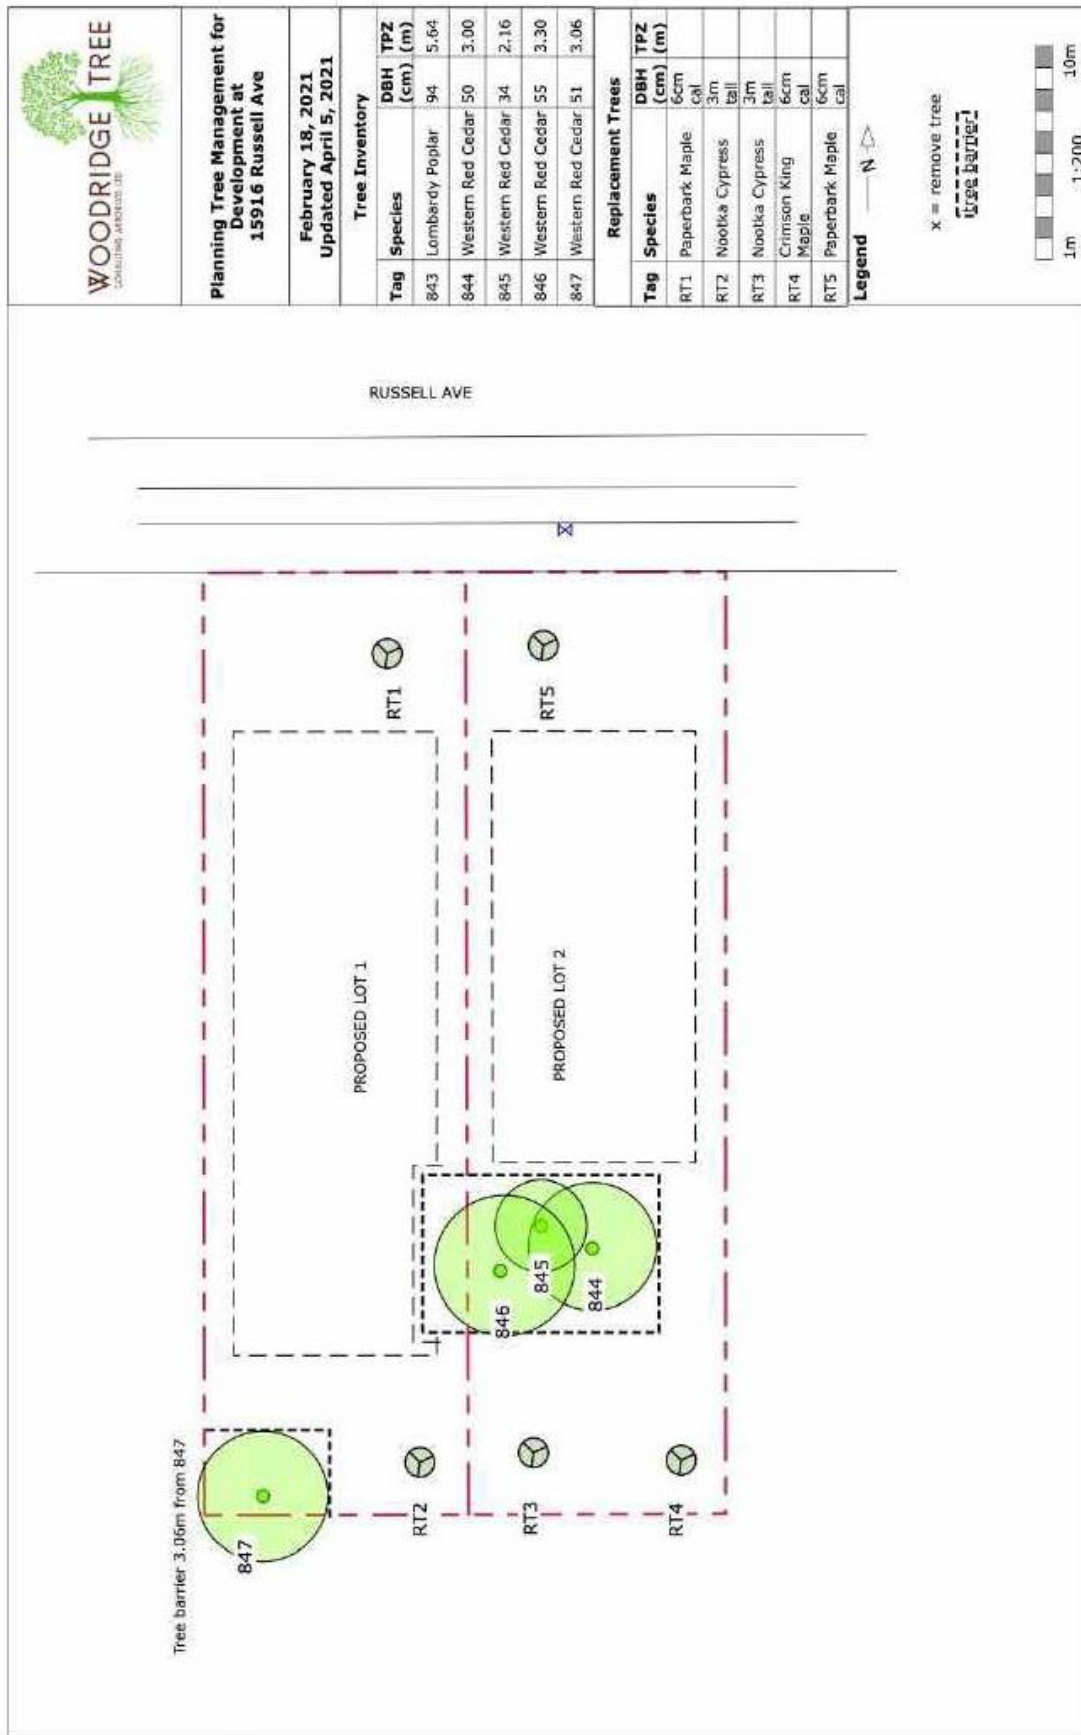 WOODRIDGE TREE
CONSULTING ARBORISTS LTD
Planning Tree Management for
Development at
15916 Russell Ave
February 18, 2021
Updated April 5, 2021
Tree Inventory
Tag Species DBH (cm) TPZ (m)
843 Lombardy Poplar 94 5.64
844 Western Red Cedar 50 3.00
845 Western Red Cedar 34 2.16
846 Western Red Cedar 55 3.30
847 Western Red Cedar 51 3.06
Replacement Trees
Tag Species DBH (cm) TPZ (m)
RT1 Paperbark Maple 6cm cal
RT2 Nootka Cypress 3m tall
RT3 Nootka Cypress 3m tall
RT4 Crimson King Maple 6cm cal
RT5 Paperbark Maple 6cm cal
Legend
N
x = remove tree
tree barrier
1m 1:200 10m
RUSSELL AVE
RT1
RT5
PROPOSED LOT 1
PROPOSED LOT 2
846
845
844
Tree barrier 3.06m from 847
847
RT2
RT3
RT4